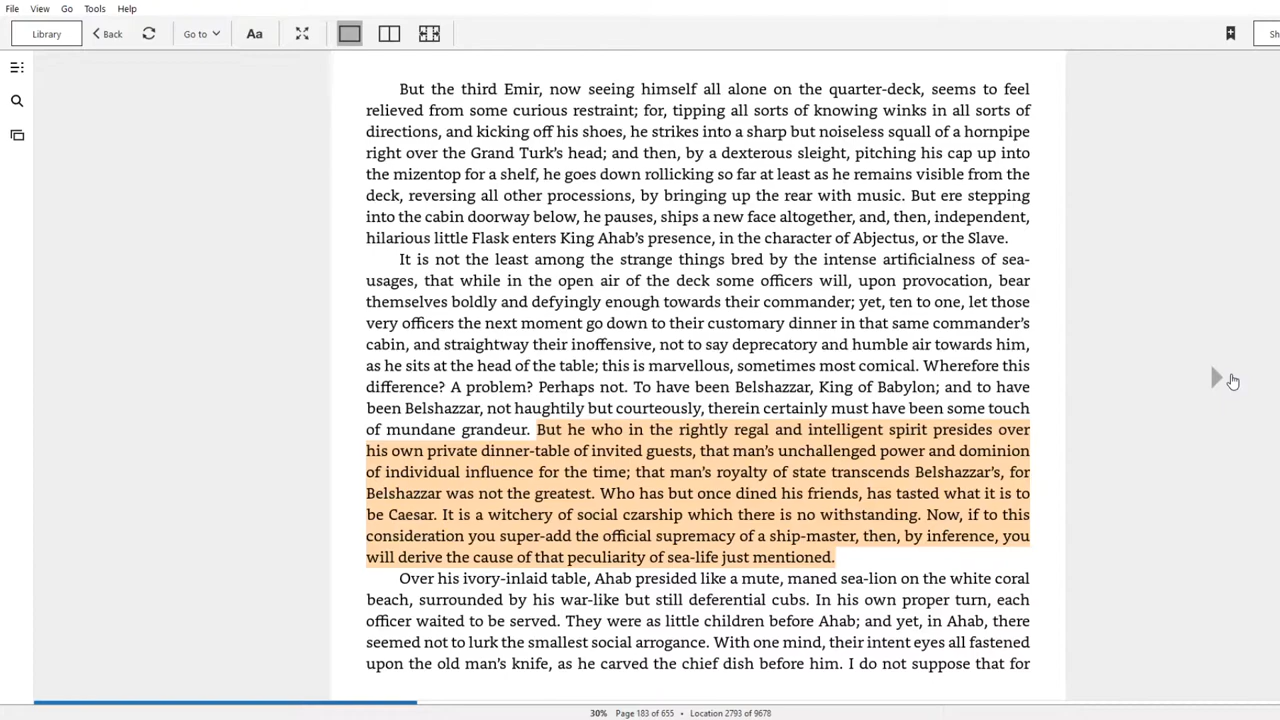 File View Go Tools Help
Library Back Go to Aa Sh
But the third Emir, now seeing himself all alone on the quarter-deck, seems to feel
relieved from some curious restraint; for, tipping all sorts of knowing winks in all sorts of
directions, and kicking off his shoes, he strikes into a sharp but noiseless squall of a hornpipe
right over the Grand Turk's head; and then, by a dexterous sleight, pitching his cap up into
the mizentop for a shelf, he goes down rollicking so far at least as he remains visible from the
deck, reversing all other processions, by bringing up the rear with music. But ere stepping
into the cabin doorway below, he pauses, ships a new face altogether, and, then, independent,
hilarious little Flask enters King Ahab's presence, in the character of Abjectus, or the Slave.
It is not the least among the strange things bred by the intense artificialness of sea-
usages, that while in the open air of the deck some officers will, upon provocation, bear
themselves boldly and defyingly enough towards their commander; yet, ten to one, let those
very officers the next moment go down to their customary dinner in that same commander's
cabin, and straightway their inoffensive, not to say deprecatory and humble air towards him,
as he sits at the head of the table; this is marvellous, sometimes most comical. Wherefore this
difference? A problem? Perhaps not. To have been Belshazzar, King of Babylon; and to have
been Belshazzar, not haughtily but courteously, therein certainly must have been some touch
of mundane grandeur. But he who in the rightly regal and intelligent spirit presides over
his own private dinner-table of invited guests, that man's unchallenged power and dominion
of individual influence for the time; that man's royalty of state transcends Belshazzar's, for
Belshazzar was not the greatest. Who has but once dined his friends, has tasted what it is to
be Caesar. It is a witchery of social czarship which there is no withstanding. Now, if to this
consideration you super-add the official supremacy of a ship-master, then, by inference, you
will derive the cause of that peculiarity of sea-life just mentioned.
Over his ivory-inlaid table, Ahab presided like a mute, maned sea-lion on the white coral
beach, surrounded by his war-like but still deferential cubs. In his own proper turn, each
officer waited to be served. They were as little children before Ahab; and yet, in Ahab, there
seemed not to lurk the smallest social arrogance. With one mind, their intent eyes all fastened
upon the old man's knife, as he carved the chief dish before him. I do not suppose that for
30% Page 183 of 655 • Location 2793 of 9678